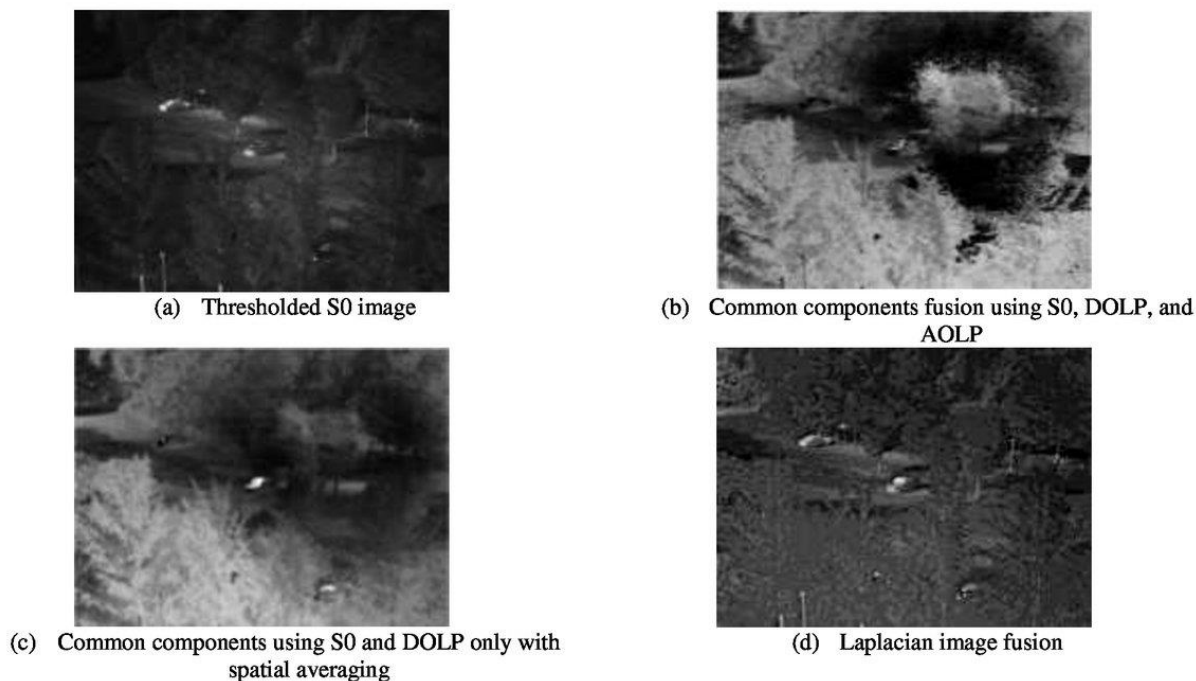 (a) Thresholded S0 image
(b) Common components fusion using S0, DOLP, and
AOLP
(c) Common components using S0 and DOLP only with
spatial averaging
(d) Laplacian image fusion